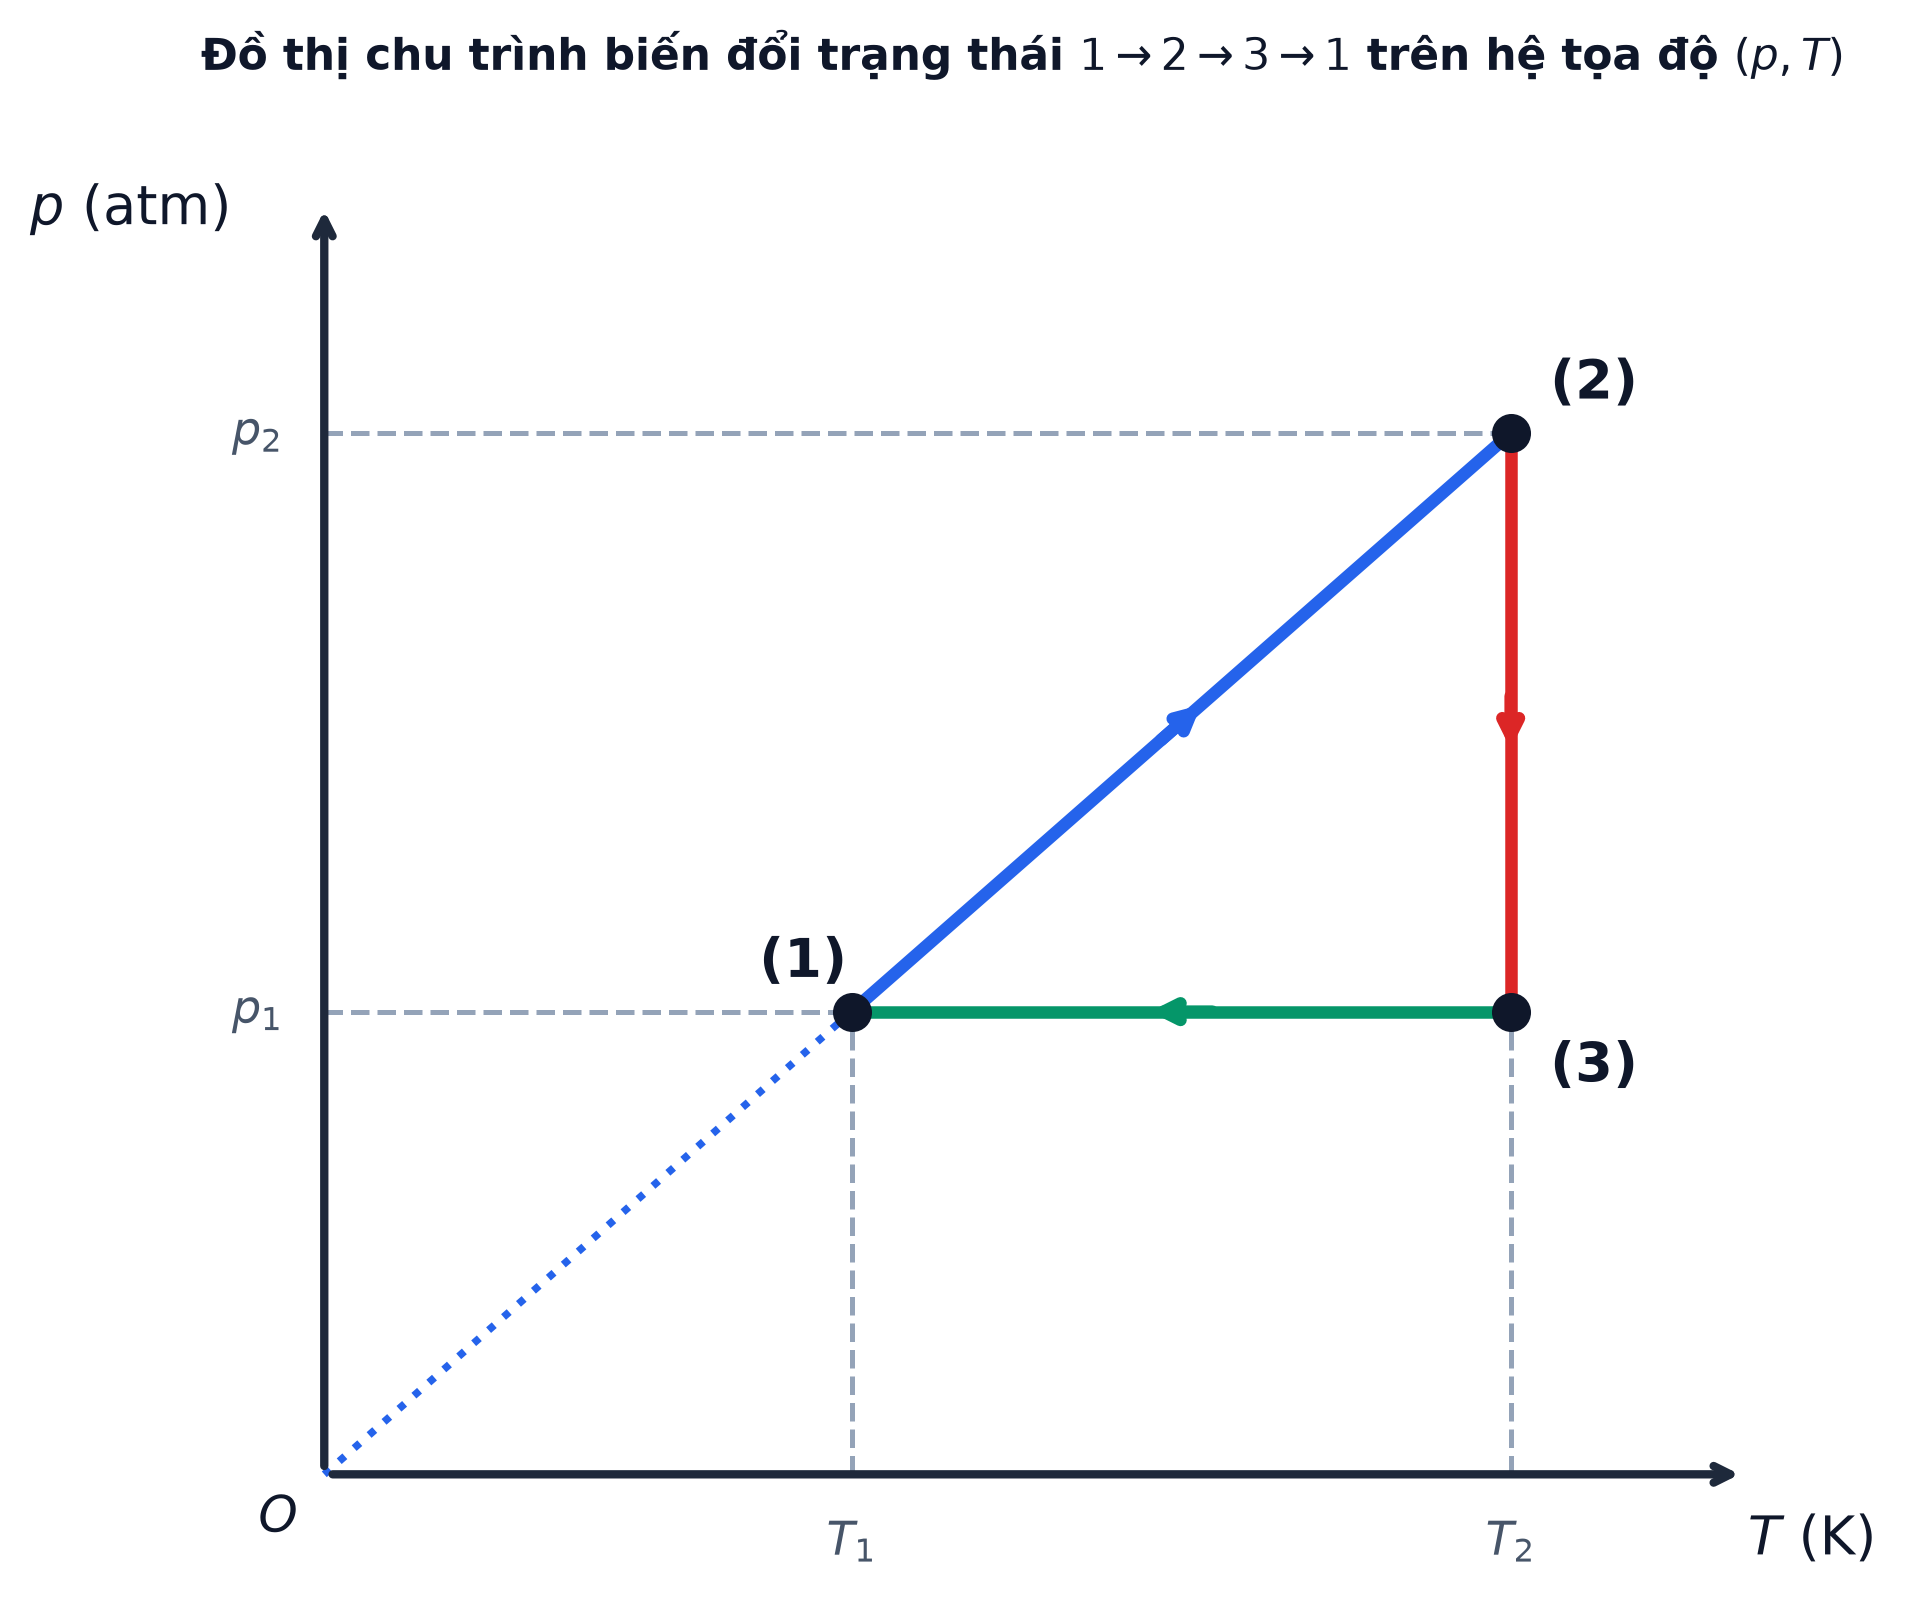 Đồ thị chu trình biến đổi trạng thái 1→2→3→1 trên hệ tọa độ (p, T)
p (atm)
(2)
p₂
(1)
p₁
(3)
O
T₁
T₂
T (K)